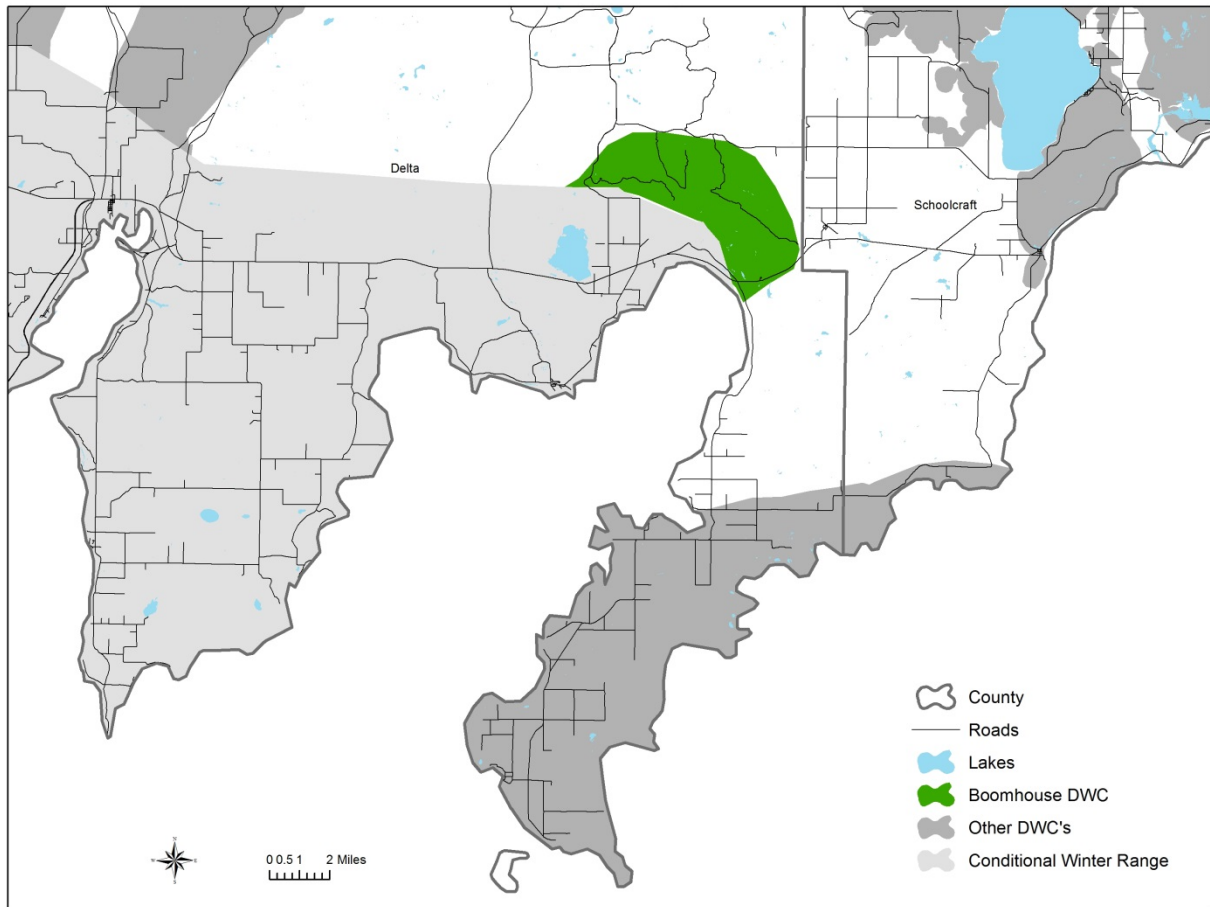 Delta
Schoolcraft
County
Roads
Lakes
Boomhouse DWC
Other DWC's
Conditional Winter Range
N
W
E
S
0 0.5 1 2 Miles